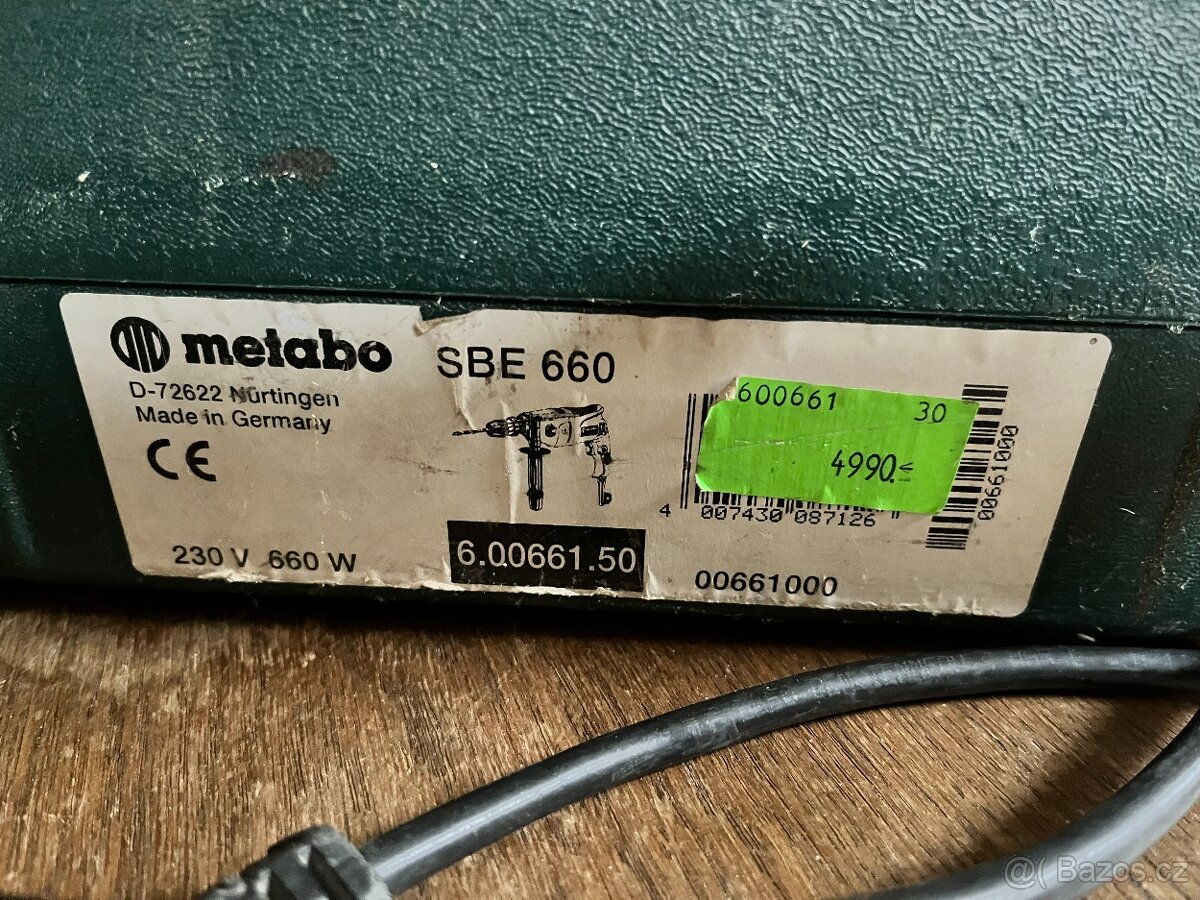 metabo
SBE 660
D-72622 Nürtingen
Made in Germany
CE
230 V 660 W
6.00661.50
600661 30
4990.=
4 007430 087126
00661000
00661000
@( Bazos.cz